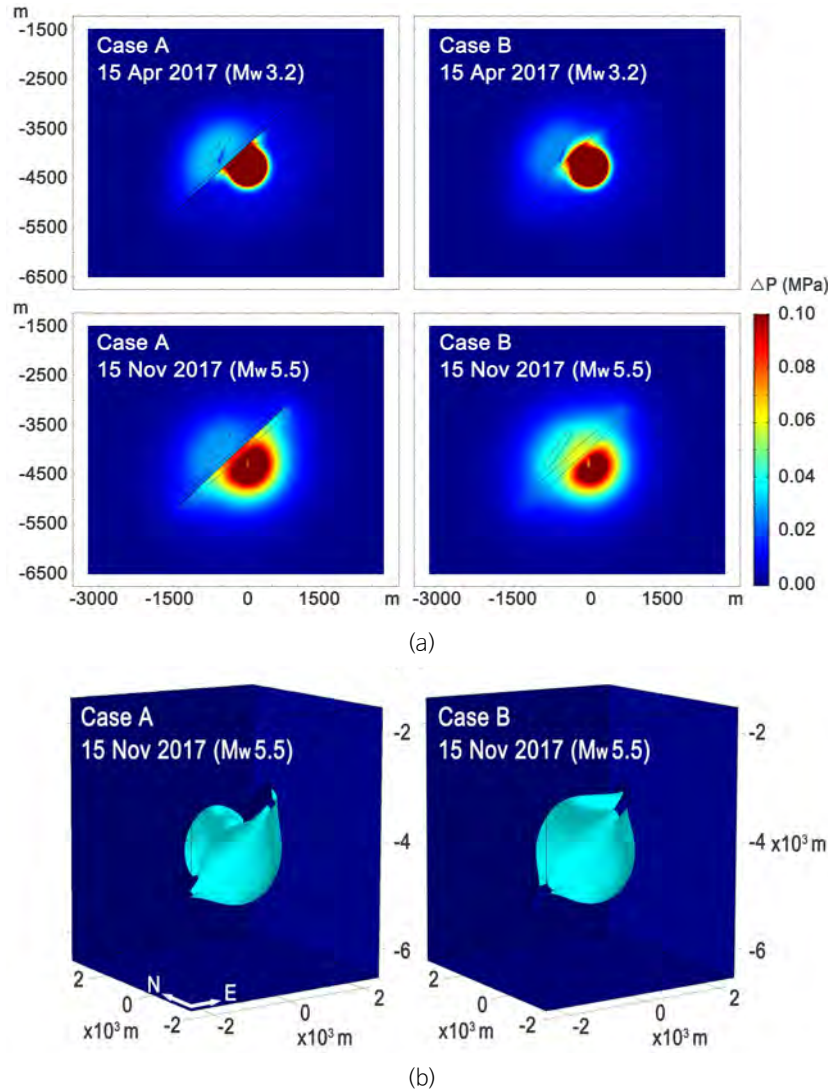 m
-1500
-2500
-3500
-4500
-5500
-6500
Case A
15 Apr 2017 (Mw 3.2)
Case B
15 Apr 2017 (Mw 3.2)
m
-1500
-2500
-3500
-4500
-5500
-6500
Case A
15 Nov 2017 (Mw 5.5)
Case B
15 Nov 2017 (Mw 5.5)
△P (MPa)
0.10
0.08
0.06
0.04
0.02
0.00
-3000 -1500 0 1500 m
-3000 -1500 0 1500 m
(a)
Case A
15 Nov 2017 (Mw 5.5)
Case B
15 Nov 2017 (Mw 5.5)
-2
-4
-6
-2
-4 x10³ m
-6
2 0 -2
x10³ m
N E
-2 0 2
x10³ m
2 0 -2
x10³ m
-2 0 2
x10³ m
(b)